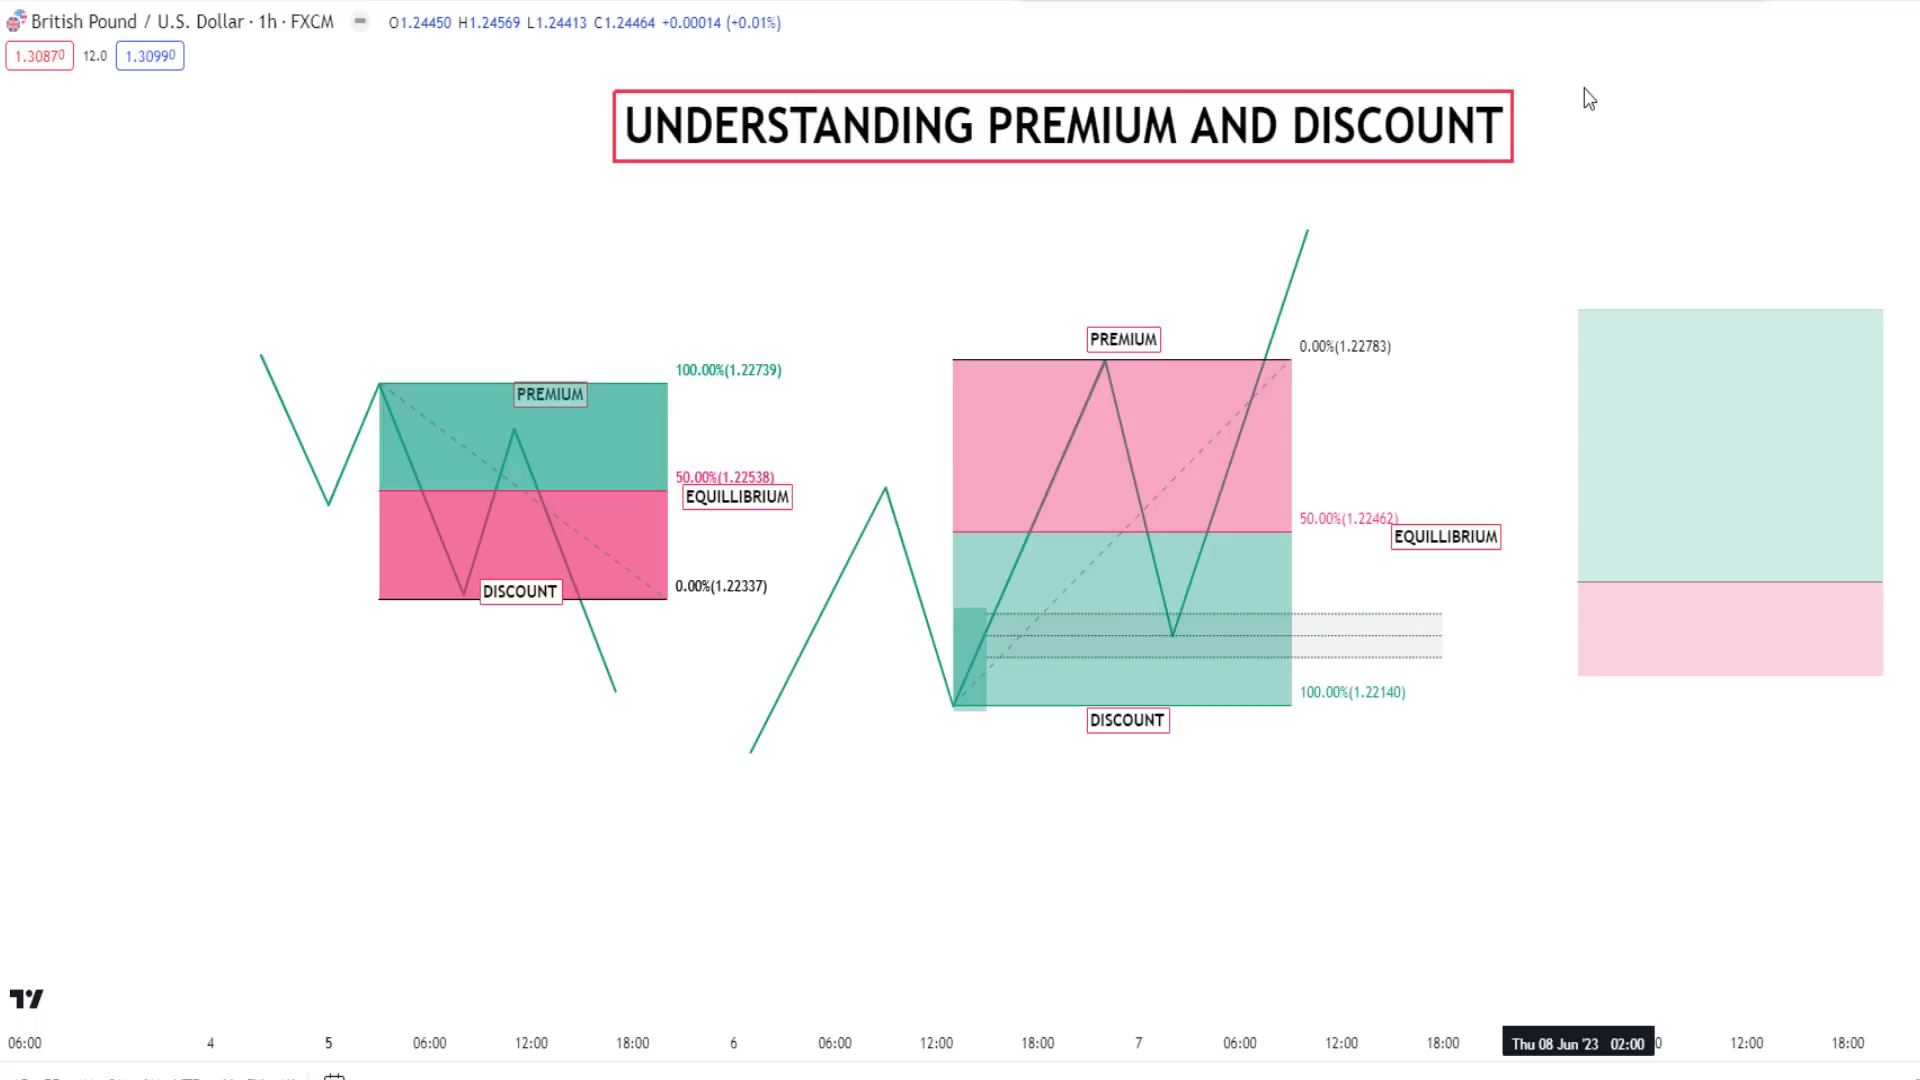 British Pound / U.S. Dollar · 1h · FXCM O1.24450 H1.24569 L1.24413 C1.24464 +0.00014 (+0.01%)
1.30870 12.0 1.30990
UNDERSTANDING PREMIUM AND DISCOUNT
PREMIUM
0.00%(1.22783)
100.00%(1.22739)
PREMIUM
50.00%(1.22538)
EQUILLIBRIUM
50.00%(1.22462)
EQUILLIBRIUM
0.00%(1.22337)
DISCOUNT
100.00%(1.22140)
DISCOUNT
06:00 4 5 06:00 12:00 18:00 6 06:00 12:00 18:00 7 06:00 12:00 18:00 Thu 08 Jun '23 02:00 12:00 18:00